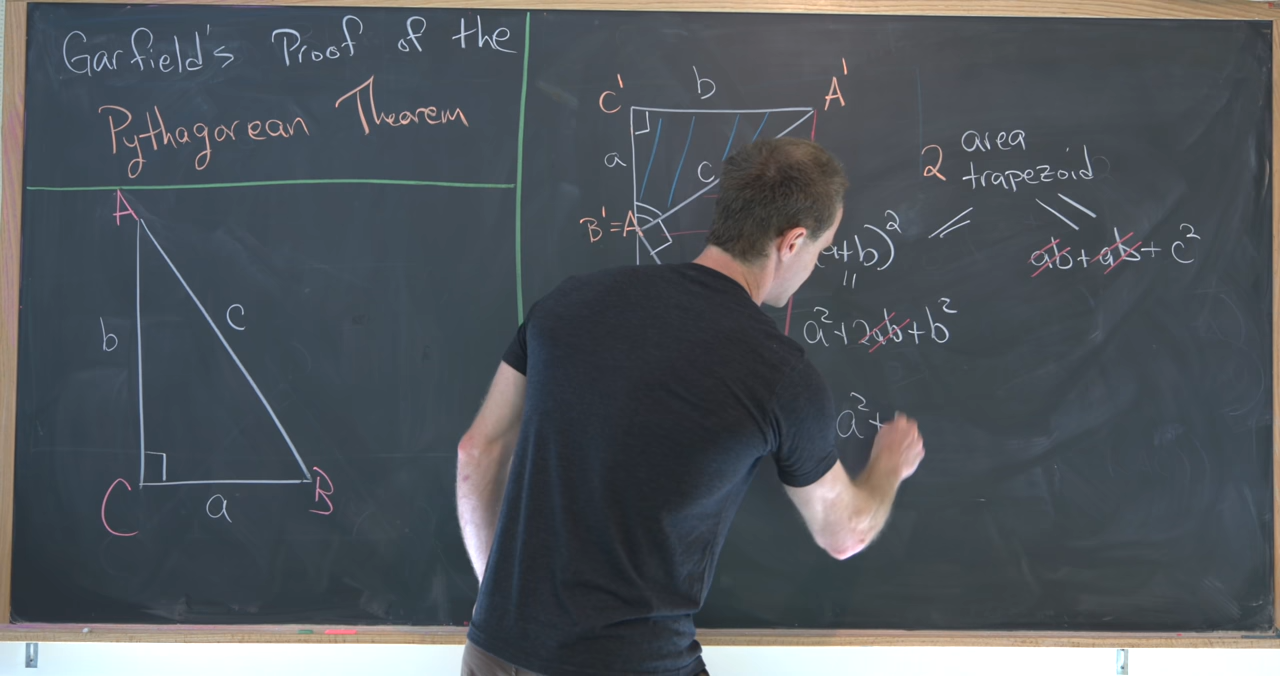 Garfield's Proof of the
Pythagorean Theorem
A
b
c
C
a
B
C' b A'
a
c
B'=A
2 area
trapezoid
a+b)²
=
ab+ab+c²
a²+2ab+b²
a²+